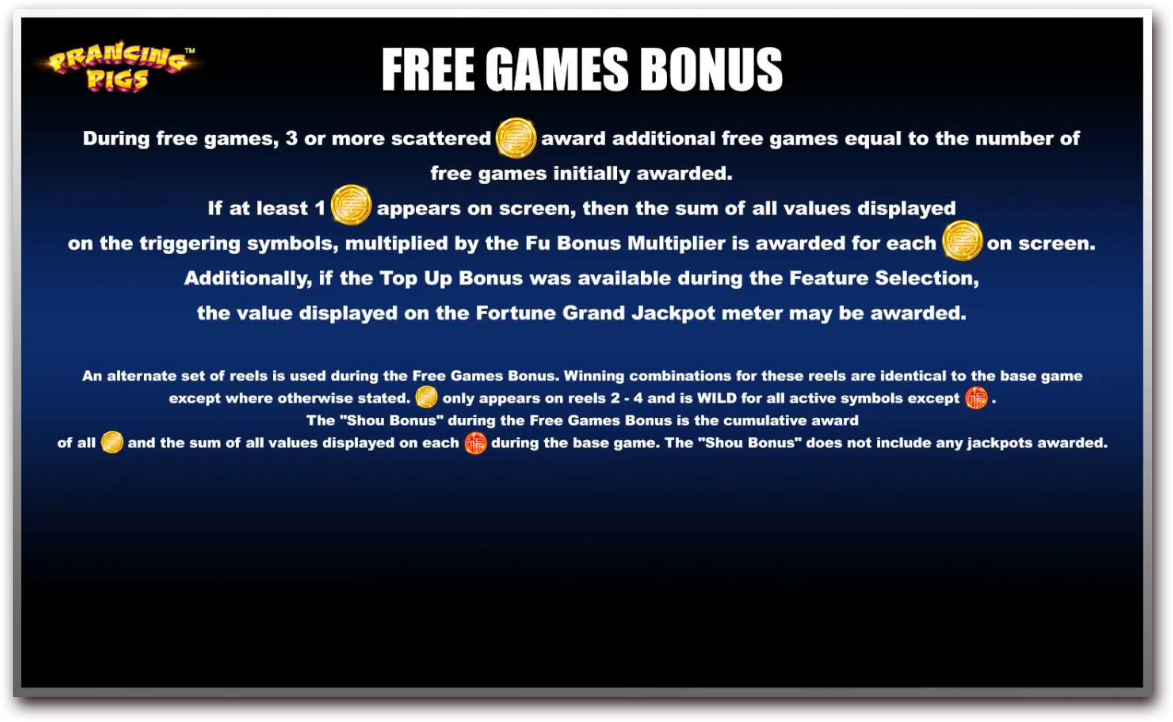 PRANCING PIGS™
FREE GAMES BONUS
During free games, 3 or more scattered award additional free games equal to the number of
free games initially awarded.
If at least 1 appears on screen, then the sum of all values displayed
on the triggering symbols, multiplied by the Fu Bonus Multiplier is awarded for each on screen.
Additionally, if the Top Up Bonus was available during the Feature Selection,
the value displayed on the Fortune Grand Jackpot meter may be awarded.
An alternate set of reels is used during the Free Games Bonus. Winning combinations for these reels are identical to the base game
except where otherwise stated. only appears on reels 2 - 4 and is WILD for all active symbols except .
The "Shou Bonus" during the Free Games Bonus is the cumulative award
of all and the sum of all values displayed on each during the base game. The "Shou Bonus" does not include any jackpots awarded.